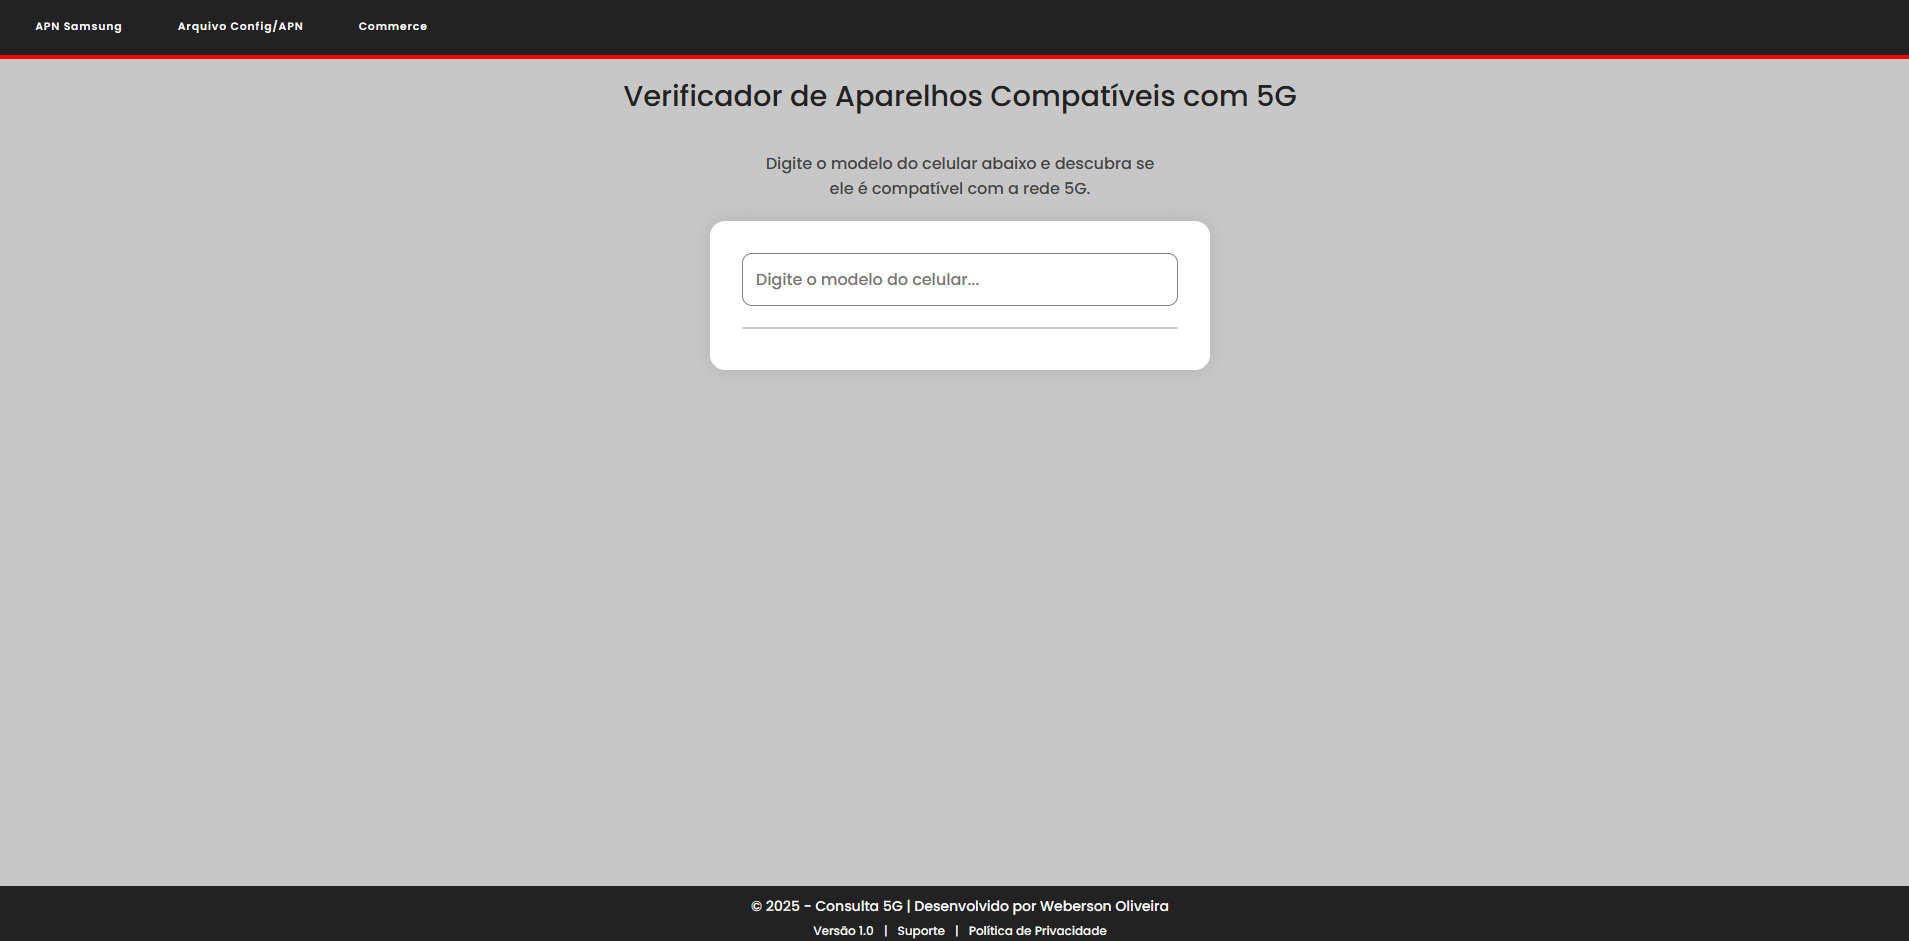 APN Samsung Arquivo Config/APN Commerce
Verificador de Aparelhos Compatíveis com 5G
Digite o modelo do celular abaixo e descubra se
ele é compatível com a rede 5G.
Digite o modelo do celular...
© 2025 - Consulta 5G | Desenvolvido por Weberson Oliveira
Versão 1.0 | Suporte | Política de Privacidade